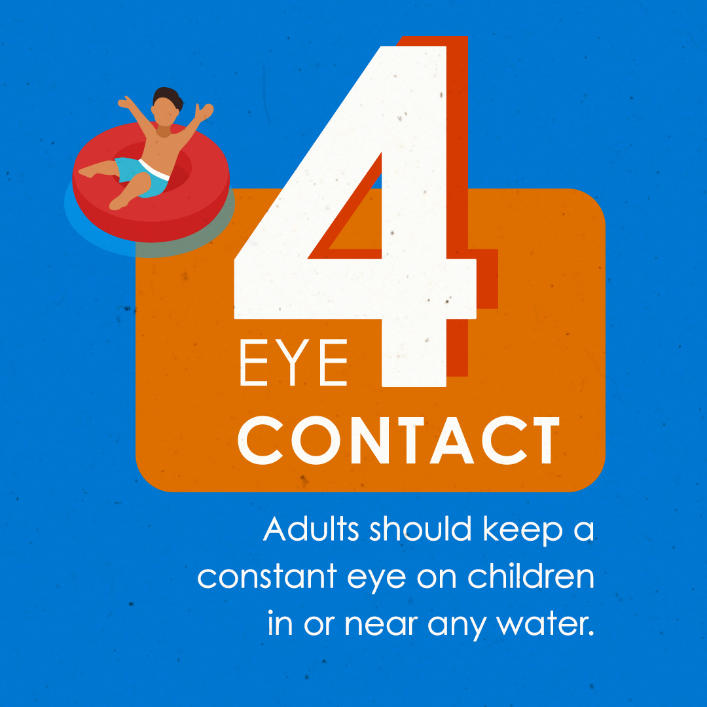 4
EYE
CONTACT
Adults should keep a
constant eye on children
in or near any water.